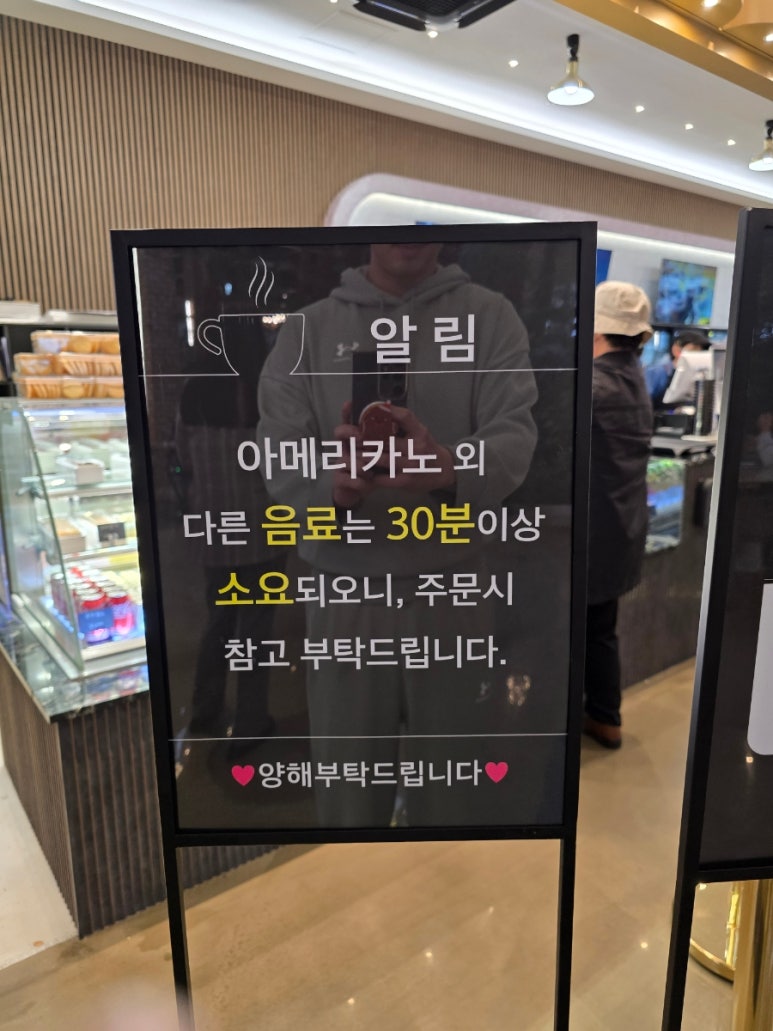 알림
아메리카노 외
다른 음료는 30분이상
소요되오니, 주문시
참고 부탁드립니다.
♥양해부탁드립니다♥